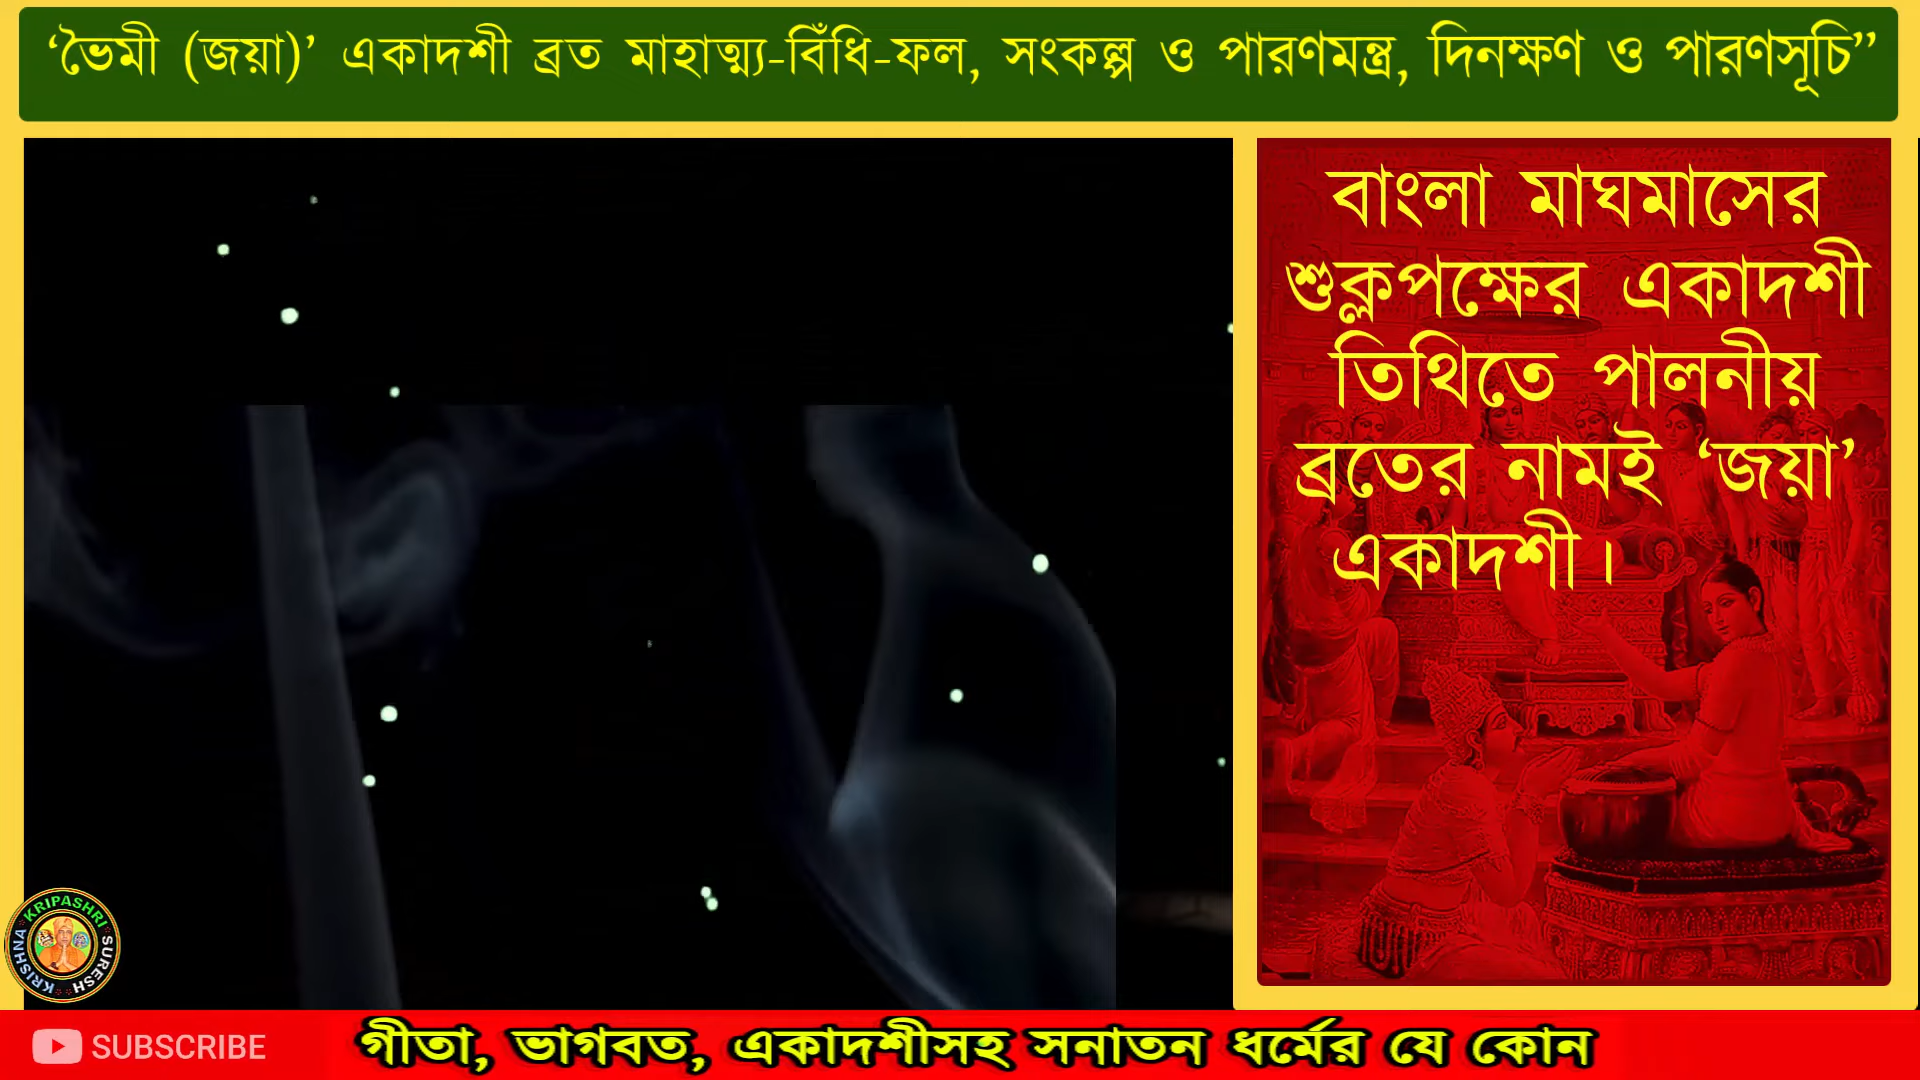 ‘ভৈমী (জয়া)’ একাদশী ব্রত মাহাত্ম্য-বিঁধি-ফল, সংকল্প ও পারণমন্ত্র, দিনক্ষণ ও পারণসূচি”
বাংলা মাঘমাসের
শুক্লপক্ষের একাদশী
তিথিতে পালনীয়
ব্রতের নামই ‘জয়া’
একাদশী।
KRISHNA KRIPASHRI SURESH
SUBSCRIBE
গীতা, ভাগবত, একাদশীসহ সনাতন ধর্মের যে কোন